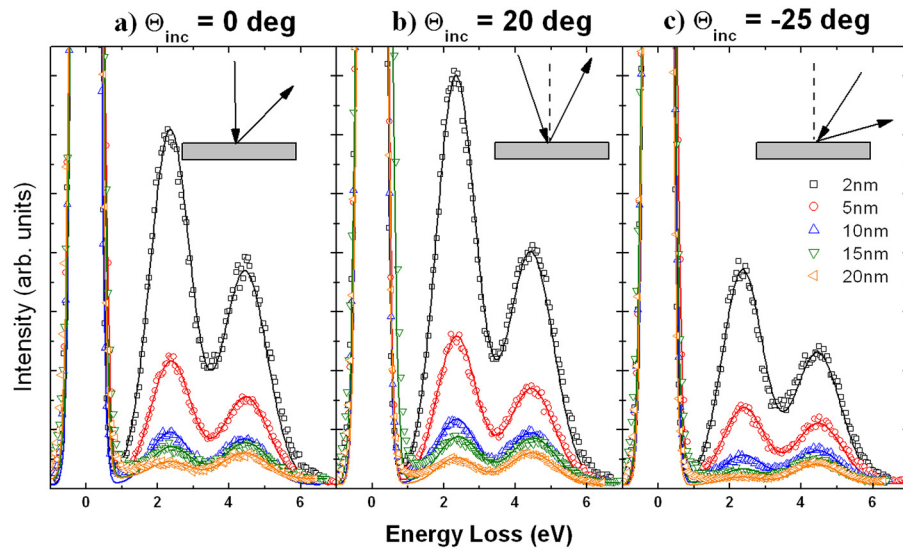 a) Θinc = 0 deg
b) Θinc = 20 deg
c) Θinc = -25 deg
2nm
5nm
10nm
15nm
20nm
Intensity (arb. units)
0 2 4 6 0 2 4 6 0 2 4 6
Energy Loss (eV)